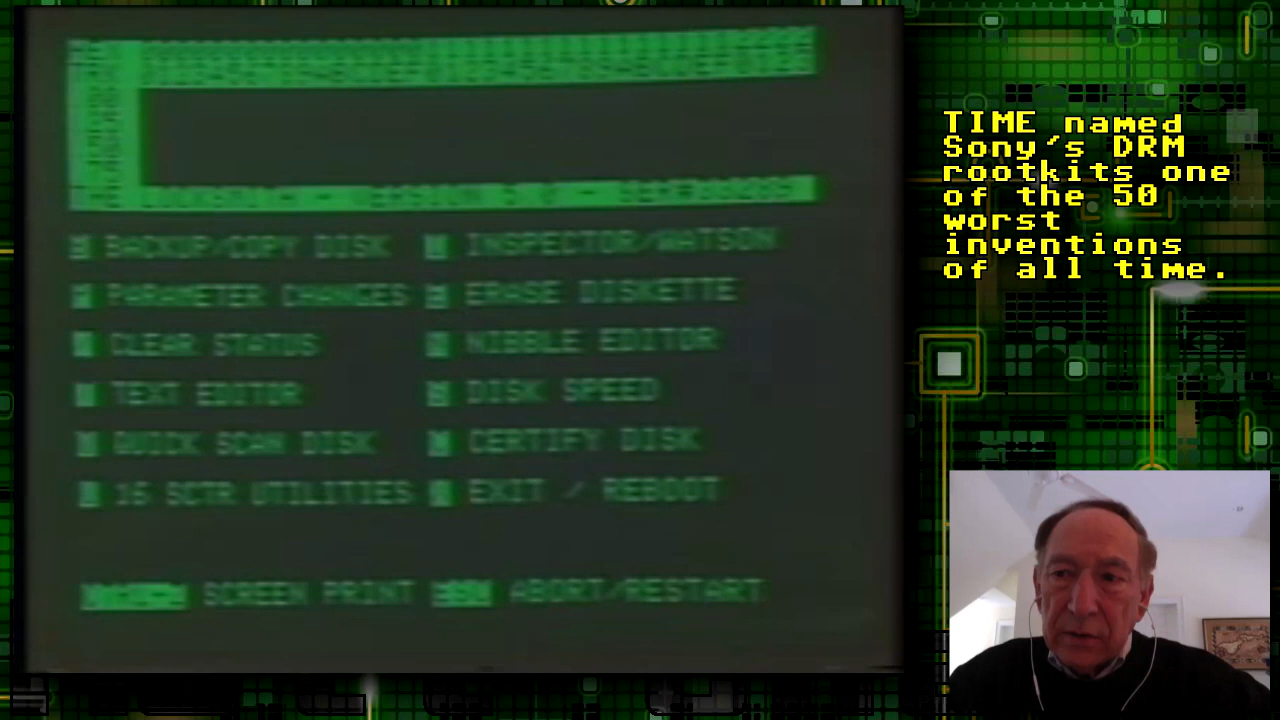 BACKUP/COPY DISK INSPECTOR/WATSON
PARAMETER CHANGES ERASE DISKETTE
CLEAR STATUS NIBBLE EDITOR
TEXT EDITOR DISK SPEED
QUICK SCAN DISK CERTIFY DISK
16 SCTR UTILITIES EXIT / REBOOT
SCREEN PRINT ESC ABORT/RESTART
TIME named
Sony's DRM
rootkits one
of the 50
worst
inventions
of all time.